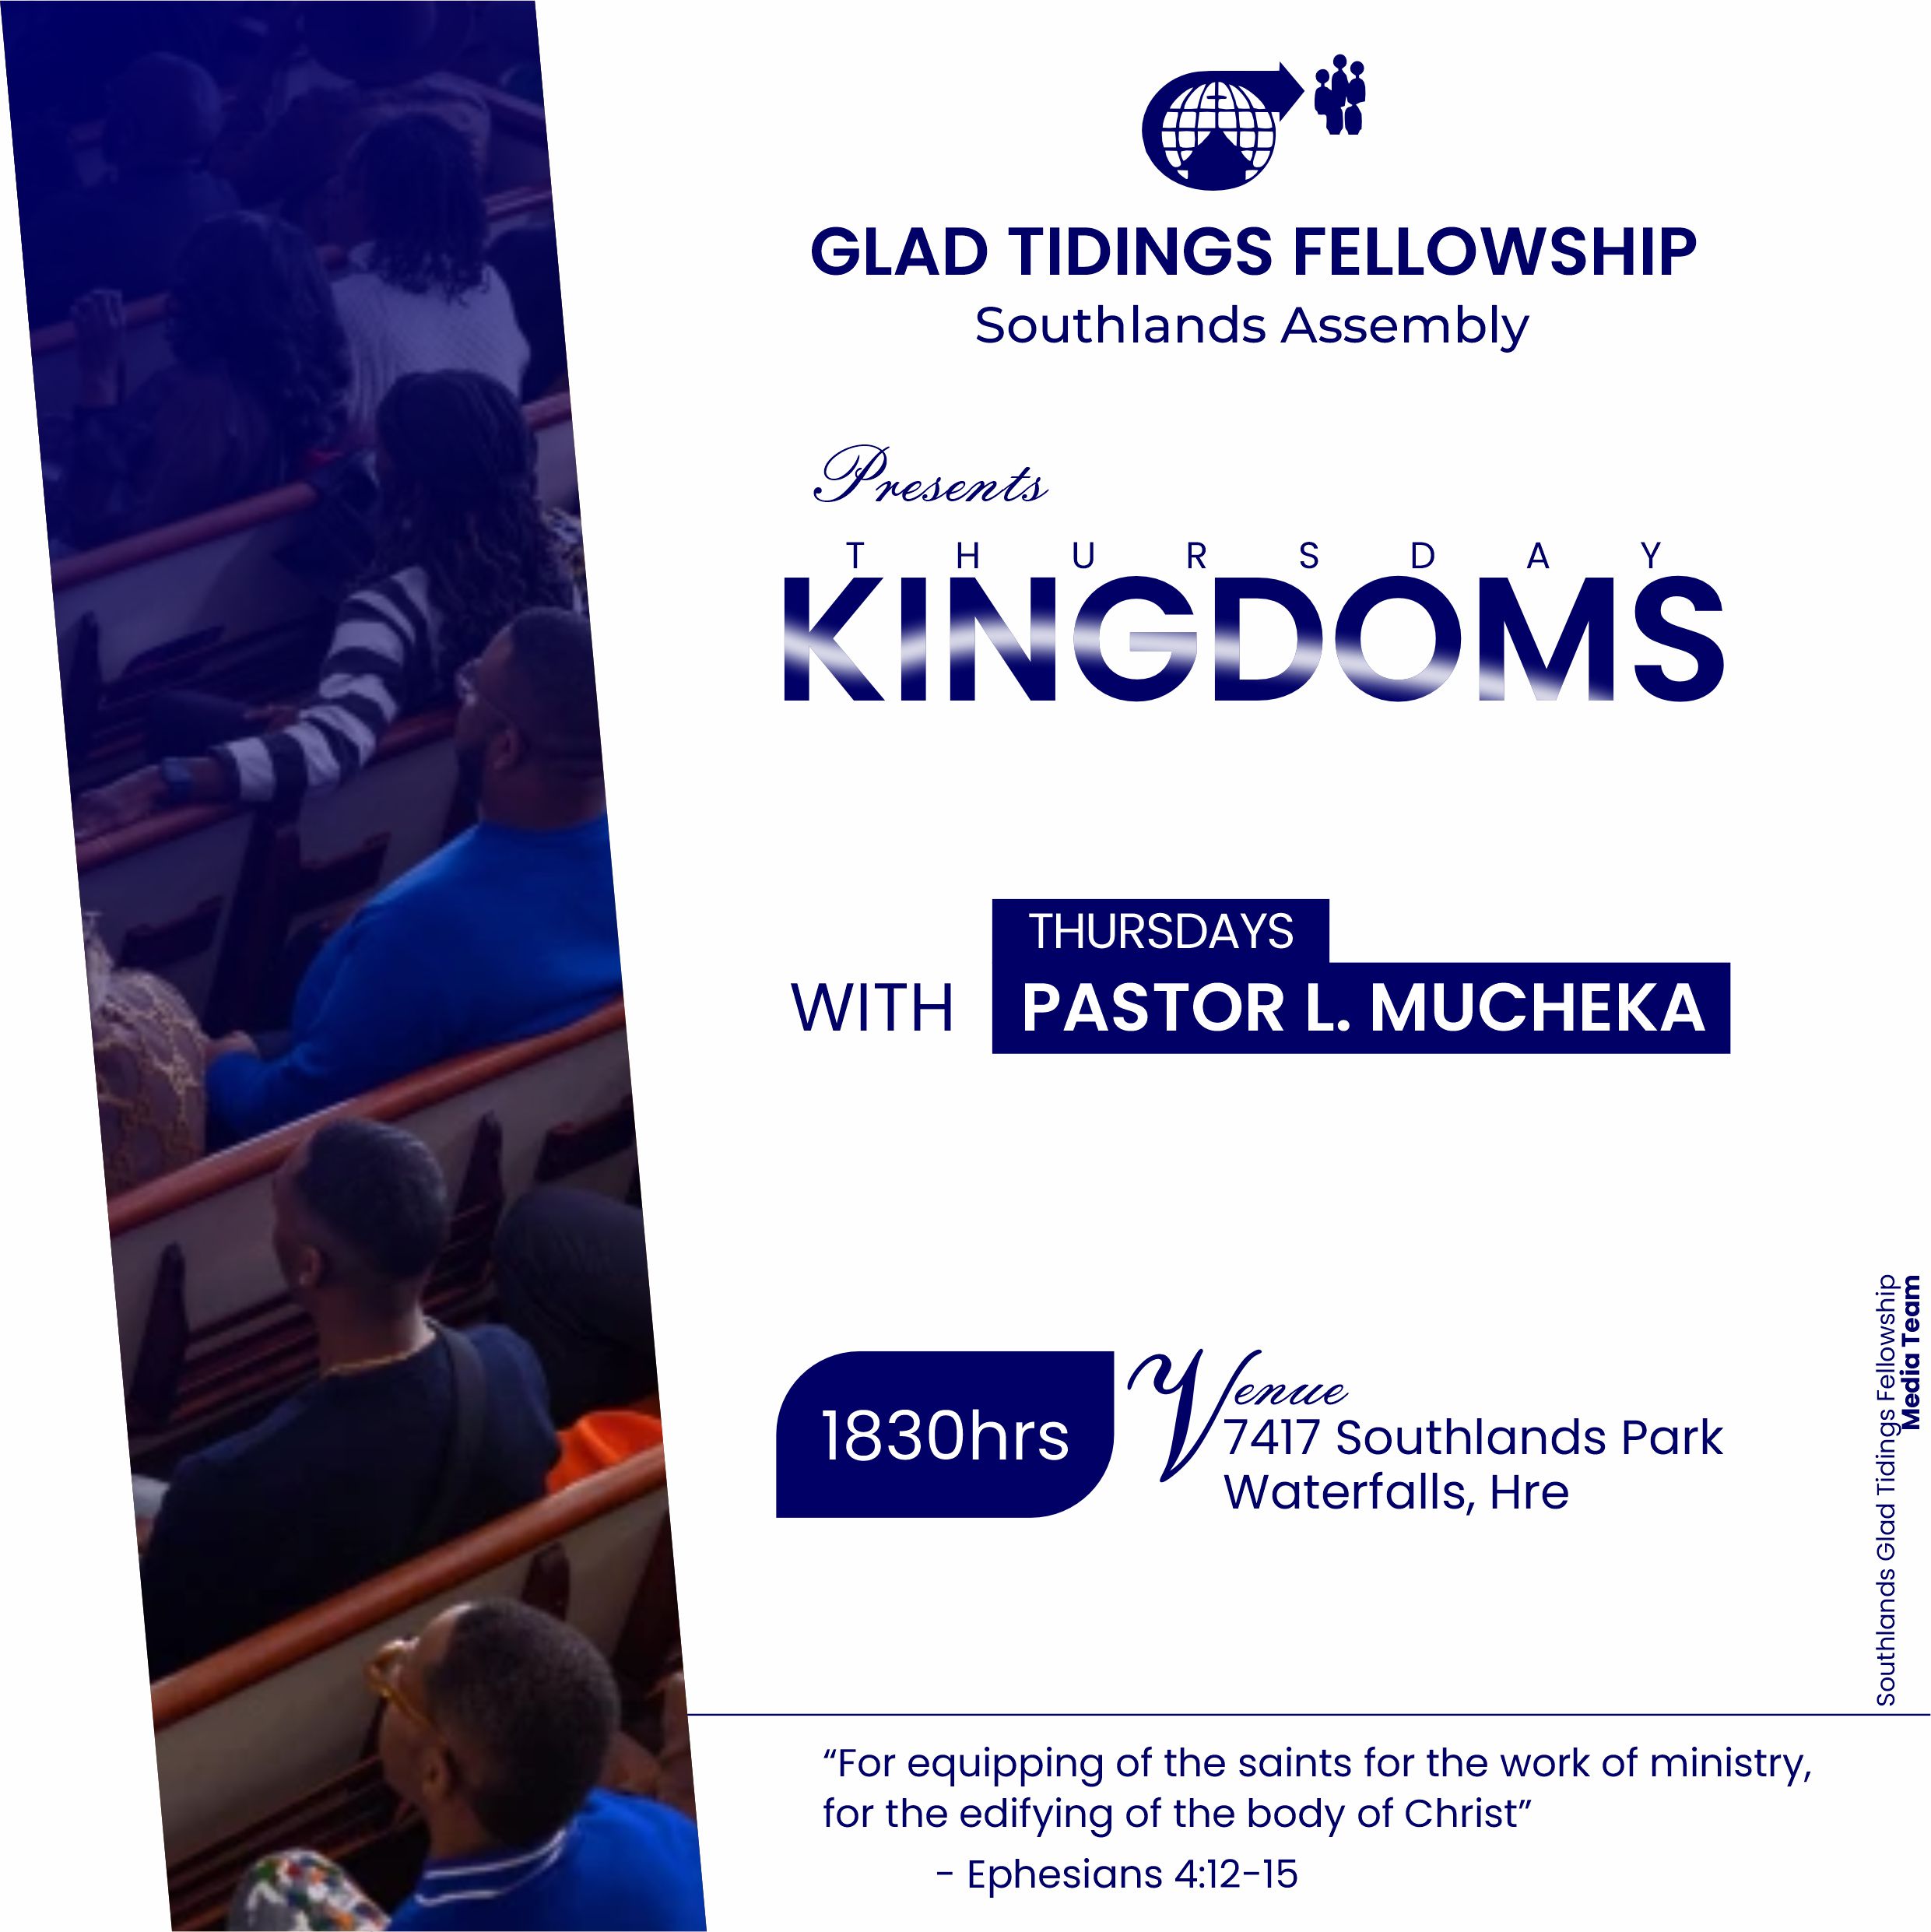 GLAD TIDINGS FELLOWSHIP
Southlands Assembly
Presents
THURSDAY
KINGDOMS
THURSDAYS
WITH PASTOR L. MUCHEKA
1830hrs
Venue
7417 Southlands Park
Waterfalls, Hre
Southlands Glad Tidings Fellowship
Media Team
“For equipping of the saints for the work of ministry,
for the edifying of the body of Christ”
- Ephesians 4:12-15